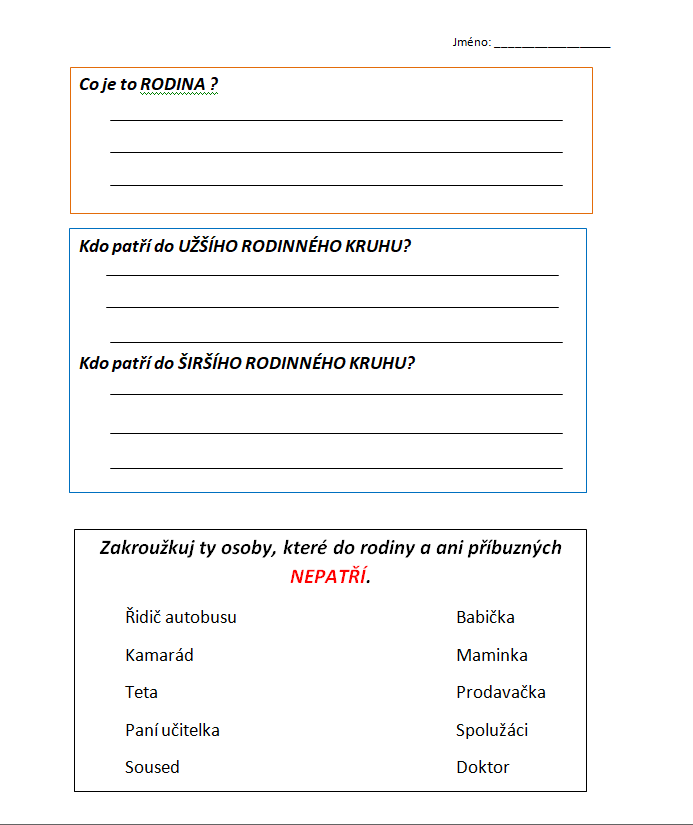 Jméno: ___________________
Co je to RODINA ?
Kdo patří do UŽŠÍHO RODINNÉHO KRUHU?
Kdo patří do ŠIRŠÍHO RODINNÉHO KRUHU?
Zakroužkuj ty osoby, které do rodiny a ani příbuzných
NEPATŘÍ.
Řidič autobusu Babička
Kamarád Maminka
Teta Prodavačka
Paní učitelka Spolužáci
Soused Doktor